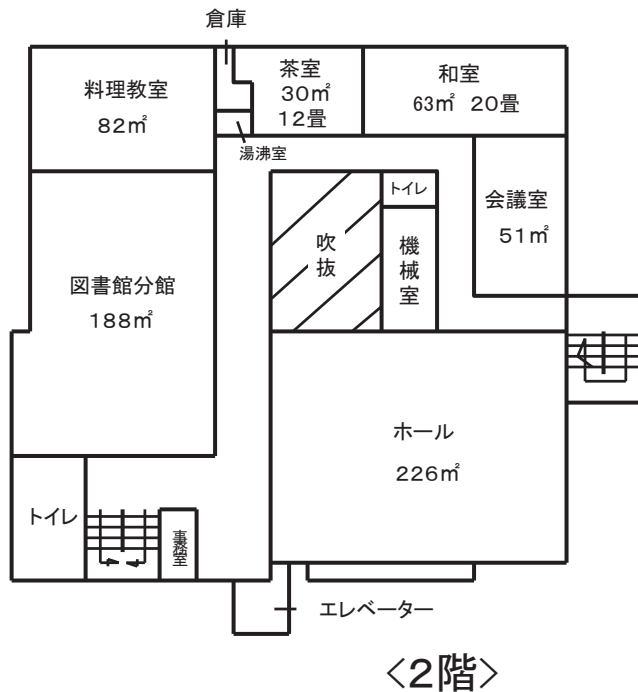 倉庫
料理教室
82㎡
茶室
30㎡
12畳
和室
63㎡ 20畳
湯沸室
トイレ
会議室
51㎡
吹抜
機械室
図書館分館
188㎡
ホール
226㎡
トイレ
事務室
エレベーター
<2階>